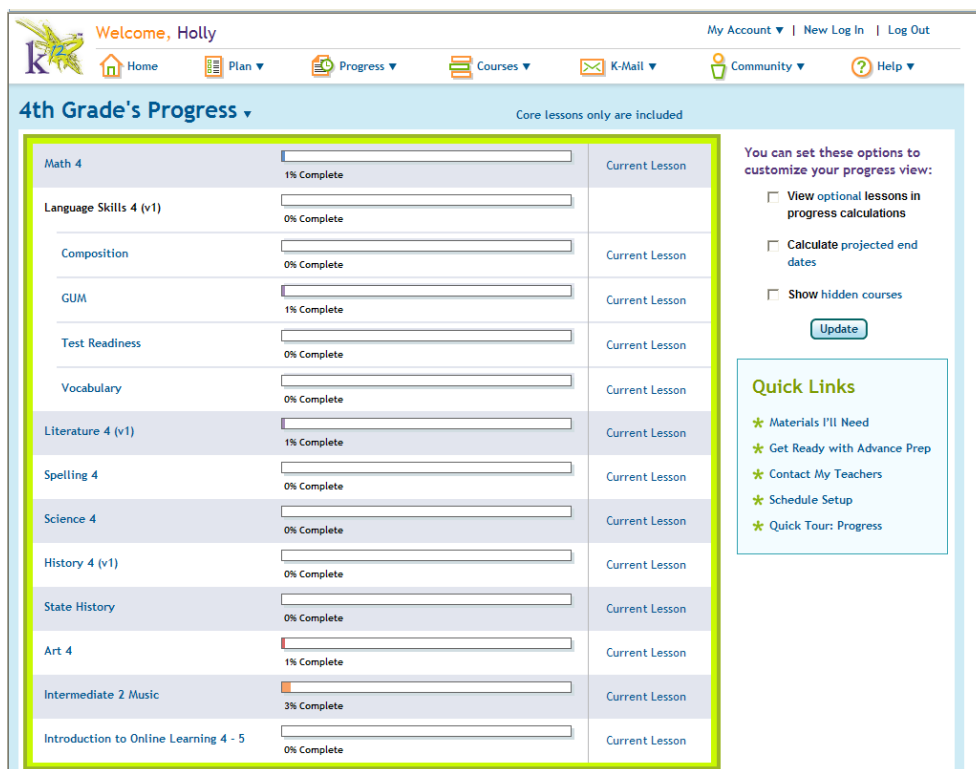 k12
Welcome, Holly
My Account ▼ | New Log In | Log Out
Home
Plan ▼
Progress ▼
Courses ▼
K-Mail ▼
Community ▼
Help ▼
4th Grade's Progress ▾
Core lessons only are included
Math 4
1% Complete
Current Lesson
Language Skills 4 (v1)
0% Complete
Composition
0% Complete
Current Lesson
GUM
1% Complete
Current Lesson
Test Readiness
0% Complete
Current Lesson
Vocabulary
0% Complete
Current Lesson
Literature 4 (v1)
1% Complete
Current Lesson
Spelling 4
0% Complete
Current Lesson
Science 4
0% Complete
Current Lesson
History 4 (v1)
0% Complete
Current Lesson
State History
0% Complete
Current Lesson
Art 4
1% Complete
Current Lesson
Intermediate 2 Music
3% Complete
Current Lesson
Introduction to Online Learning 4 - 5
0% Complete
Current Lesson
You can set these options to
customize your progress view:
View optional lessons in
progress calculations
Calculate projected end
dates
Show hidden courses
Update
Quick Links
Materials I'll Need
Get Ready with Advance Prep
Contact My Teachers
Schedule Setup
Quick Tour: Progress